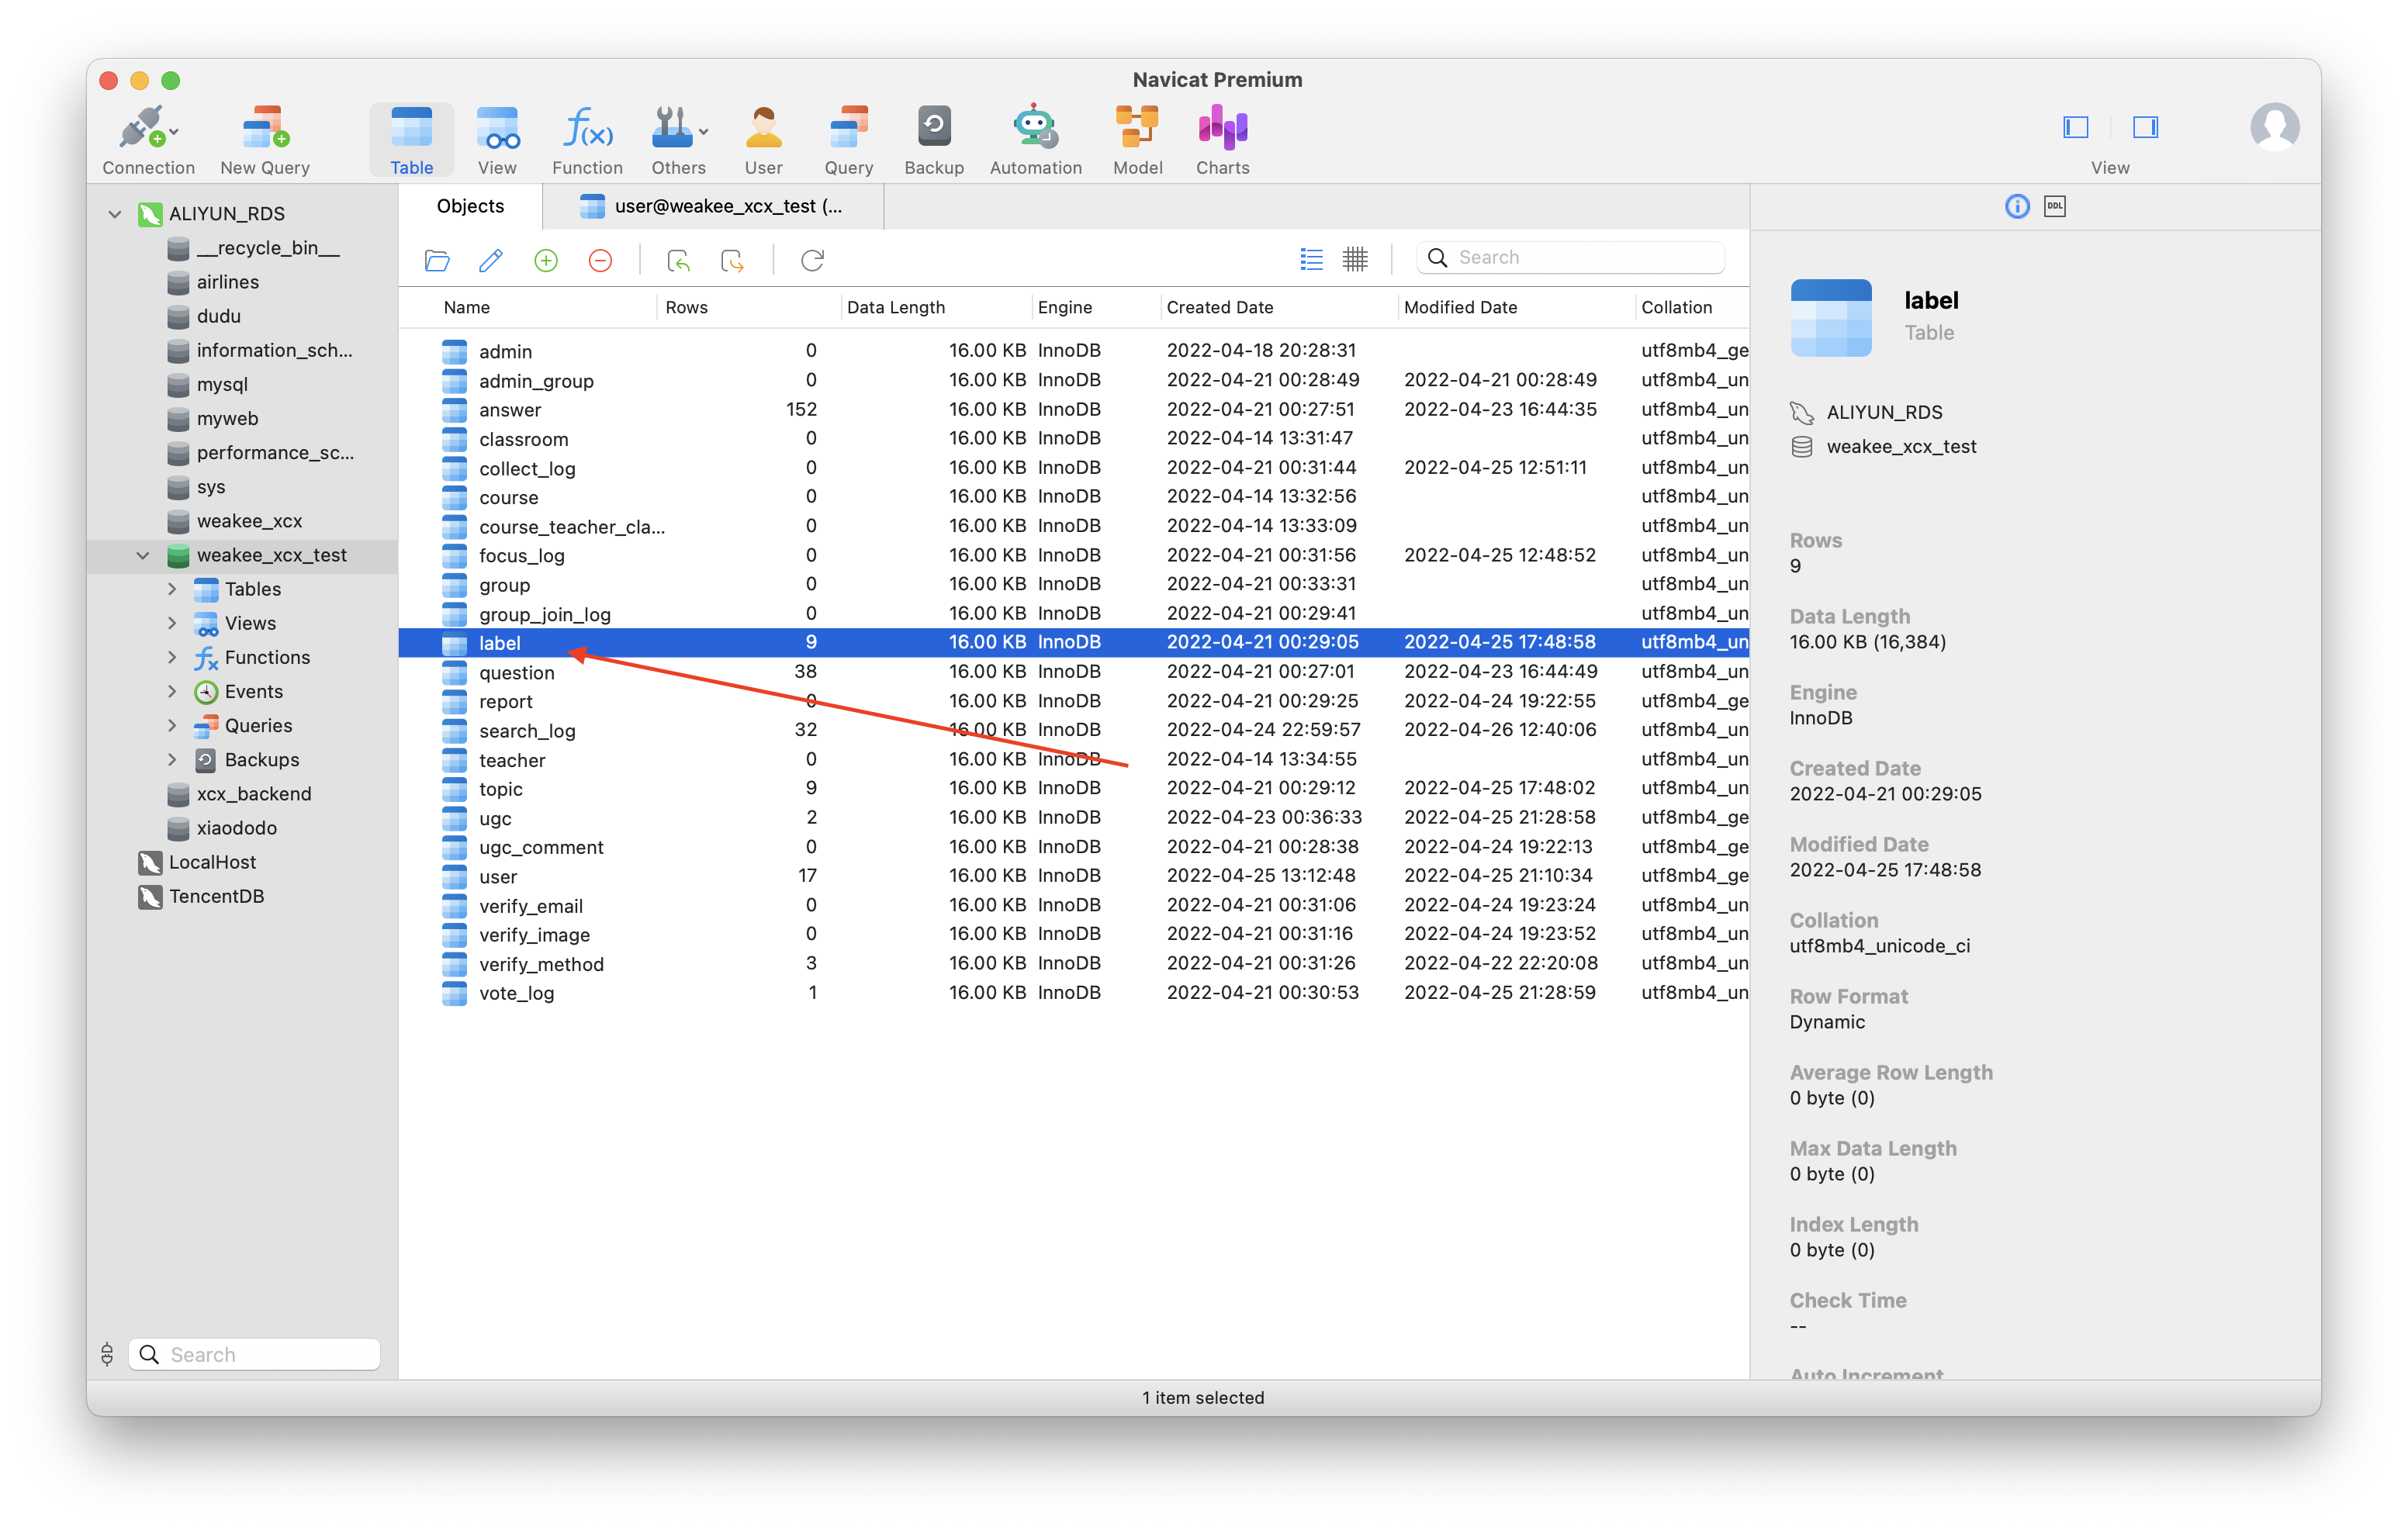 Navicat Premium
Connection New Query Table View Function Others User Query Backup Automation Model Charts View
ALIYUN_RDS
__recycle_bin__
airlines
dudu
information_sch...
mysql
myweb
performance_sc...
sys
weakee_xcx
weakee_xcx_test
Tables
Views
Functions
Events
Queries
Backups
xcx_backend
xiaododo
LocalHost
TencentDB
Search
Objects user@weakee_xcx_test (...
Search
Name Rows Data Length Engine Created Date Modified Date Collation
admin 0 16.00 KB InnoDB 2022-04-18 20:28:31 utf8mb4_ge
admin_group 0 16.00 KB InnoDB 2022-04-21 00:28:49 2022-04-21 00:28:49 utf8mb4_un
answer 152 16.00 KB InnoDB 2022-04-21 00:27:51 2022-04-23 16:44:35 utf8mb4_un
classroom 0 16.00 KB InnoDB 2022-04-14 13:31:47 utf8mb4_un
collect_log 0 16.00 KB InnoDB 2022-04-21 00:31:44 2022-04-25 12:51:11 utf8mb4_un
course 0 16.00 KB InnoDB 2022-04-14 13:32:56 utf8mb4_un
course_teacher_cla... 0 16.00 KB InnoDB 2022-04-14 13:33:09 utf8mb4_un
focus_log 0 16.00 KB InnoDB 2022-04-21 00:31:56 2022-04-25 12:48:52 utf8mb4_un
group 0 16.00 KB InnoDB 2022-04-21 00:33:31 utf8mb4_un
group_join_log 0 16.00 KB InnoDB 2022-04-21 00:29:41 utf8mb4_un
label 9 16.00 KB InnoDB 2022-04-21 00:29:05 2022-04-25 17:48:58 utf8mb4_un
question 38 16.00 KB InnoDB 2022-04-21 00:27:01 2022-04-23 16:44:49 utf8mb4_un
report 0 16.00 KB InnoDB 2022-04-21 00:29:25 2022-04-24 19:22:55 utf8mb4_ge
search_log 32 16.00 KB InnoDB 2022-04-24 22:59:57 2022-04-26 12:40:06 utf8mb4_un
teacher 0 16.00 KB InnoDB 2022-04-14 13:34:55 utf8mb4_un
topic 9 16.00 KB InnoDB 2022-04-21 00:29:12 2022-04-25 17:48:02 utf8mb4_un
ugc 2 16.00 KB InnoDB 2022-04-23 00:36:33 2022-04-25 21:28:58 utf8mb4_ge
ugc_comment 0 16.00 KB InnoDB 2022-04-21 00:28:38 2022-04-24 19:22:13 utf8mb4_ge
user 17 16.00 KB InnoDB 2022-04-25 13:12:48 2022-04-25 21:10:34 utf8mb4_ge
verify_email 0 16.00 KB InnoDB 2022-04-21 00:31:06 2022-04-24 19:23:24 utf8mb4_un
verify_image 0 16.00 KB InnoDB 2022-04-21 00:31:16 2022-04-24 19:23:52 utf8mb4_un
verify_method 3 16.00 KB InnoDB 2022-04-21 00:31:26 2022-04-22 22:20:08 utf8mb4_un
vote_log 1 16.00 KB InnoDB 2022-04-21 00:30:53 2022-04-25 21:28:59 utf8mb4_un
DDL
label
Table
ALIYUN_RDS
weakee_xcx_test
Rows
9
Data Length
16.00 KB (16,384)
Engine
InnoDB
Created Date
2022-04-21 00:29:05
Modified Date
2022-04-25 17:48:58
Collation
utf8mb4_unicode_ci
Row Format
Dynamic
Average Row Length
0 byte (0)
Max Data Length
0 byte (0)
Index Length
0 byte (0)
Check Time
--
Auto Increment
1 item selected